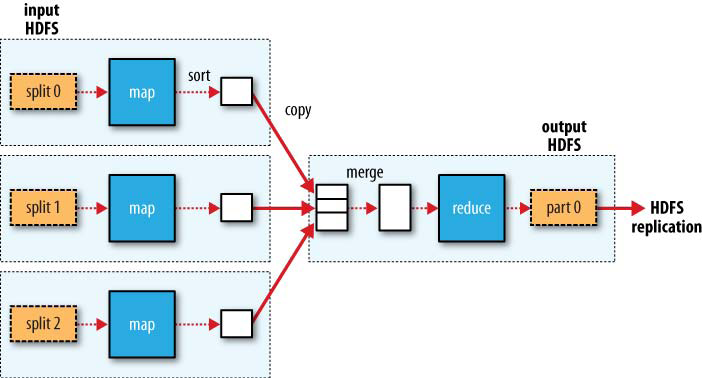 input
HDFS
split 0
map
sort
copy
split 1
map
split 2
map
merge
reduce
output
HDFS
part 0
HDFS
replication